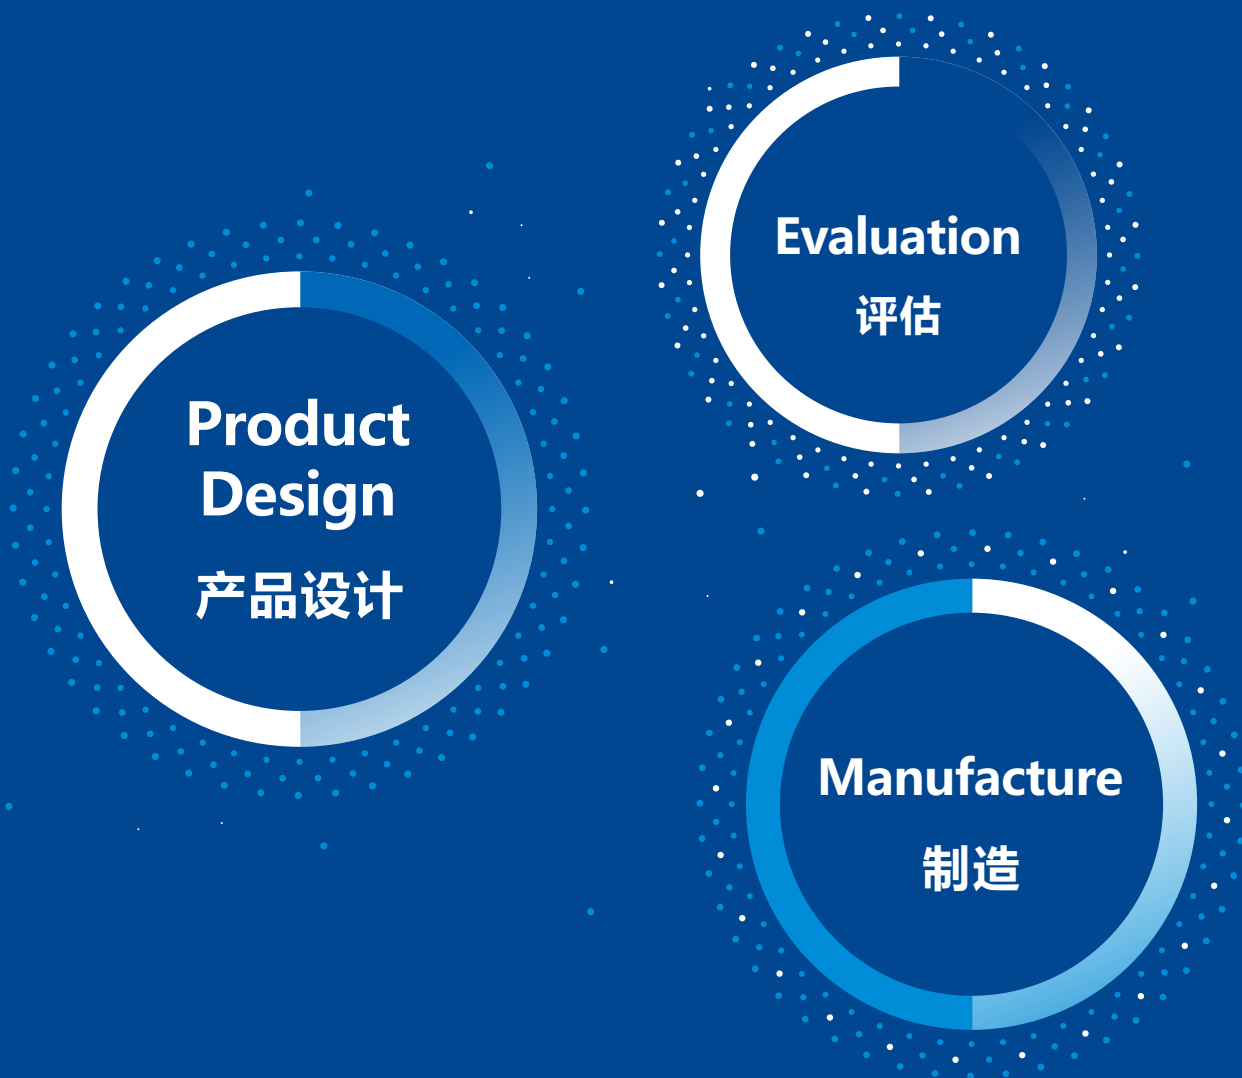 Product
Design
产品设计
Evaluation
评估
Manufacture
制造